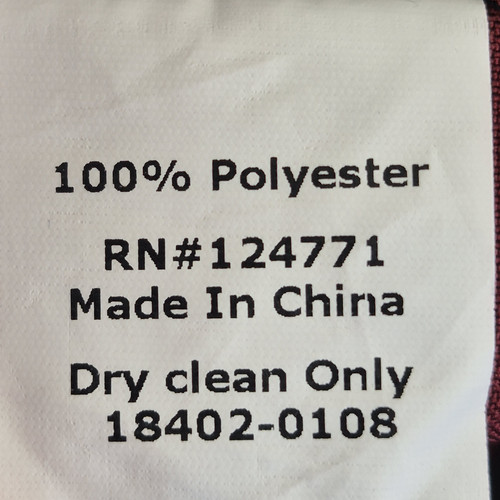 100% Polyester
RN#124771
Made In China
Dry clean Only
18402-0108